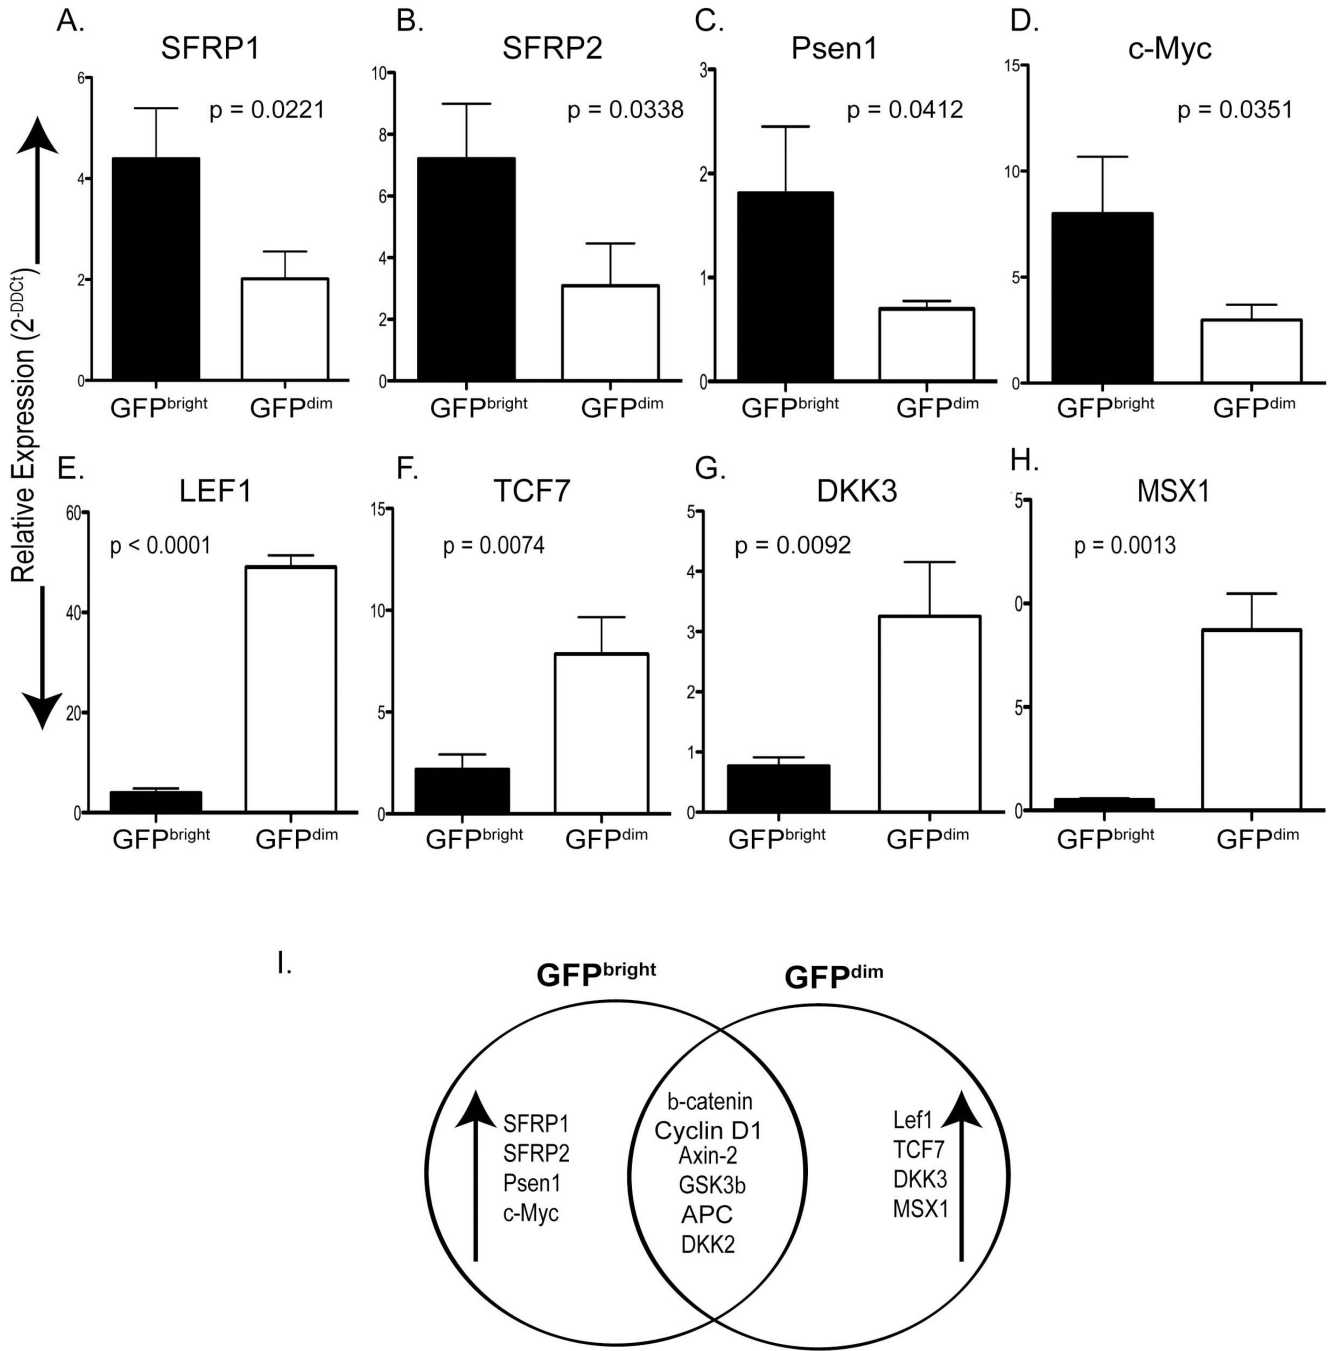 A.
SFRP1
p = 0.0221
6
4
2
0
GFPbright
GFPdim
B.
SFRP2
p = 0.0338
10
8
6
4
2
0
GFPbright
GFPdim
C.
Psen1
p = 0.0412
3
2
1
0
GFPbright
GFPdim
D.
c-Myc
p = 0.0351
15
10
5
0
GFPbright
GFPdim
Relative Expression (2-DDCt)
E.
LEF1
p < 0.0001
60
40
20
0
GFPbright
GFPdim
F.
TCF7
p = 0.0074
15
10
5
0
GFPbright
GFPdim
G.
DKK3
p = 0.0092
5
4
3
2
1
0
GFPbright
GFPdim
H.
MSX1
p = 0.0013
5
0
5
0
GFPbright
GFPdim
I.
GFPbright
GFPdim
SFRP1
SFRP2
Psen1
c-Myc
b-catenin
Cyclin D1
Axin-2
GSK3b
APC
DKK2
Lef1
TCF7
DKK3
MSX1